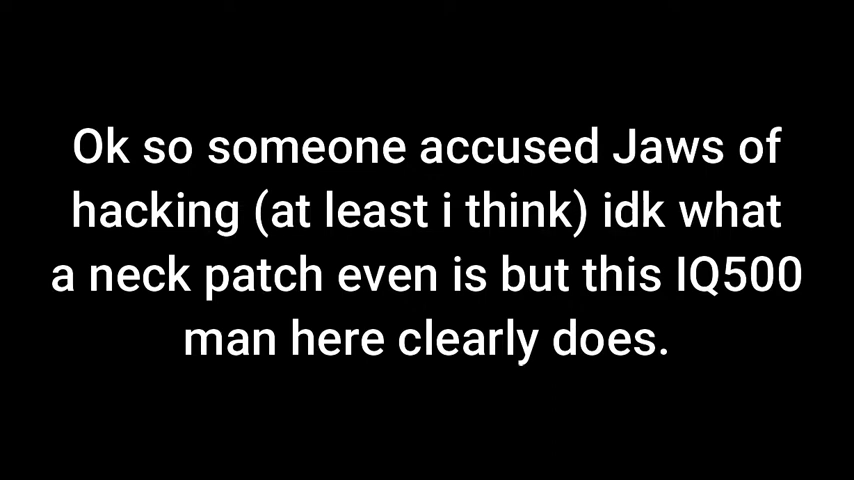 Ok so someone accused Jaws of
hacking (at least i think) idk what
a neck patch even is but this IQ500
man here clearly does.